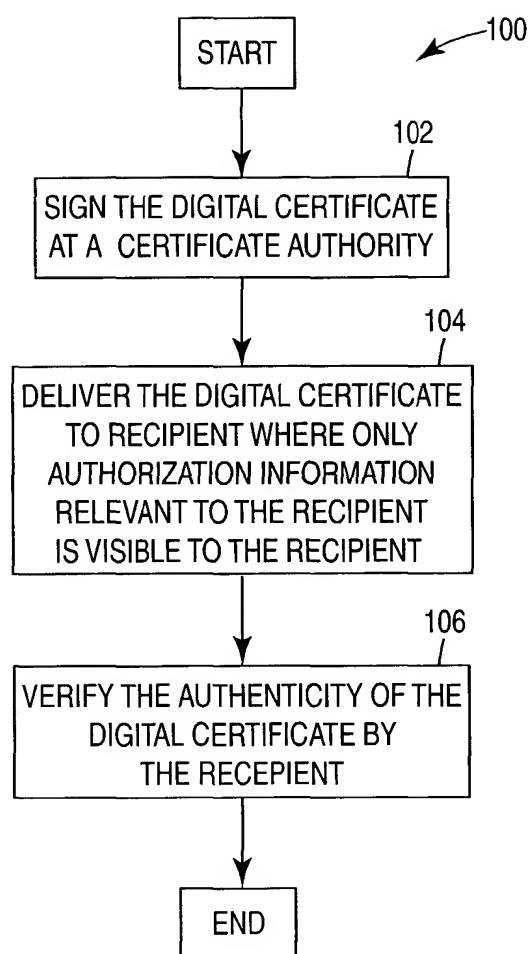 100
START
102
SIGN THE DIGITAL CERTIFICATE
AT A CERTIFICATE AUTHORITY
104
DELIVER THE DIGITAL CERTIFICATE
TO RECIPIENT WHERE ONLY
AUTHORIZATION INFORMATION
RELEVANT TO THE RECIPIENT
IS VISIBLE TO THE RECIPIENT
106
VERIFY THE AUTHENTICITY OF THE
DIGITAL CERTIFICATE BY
THE RECEPIENT
END